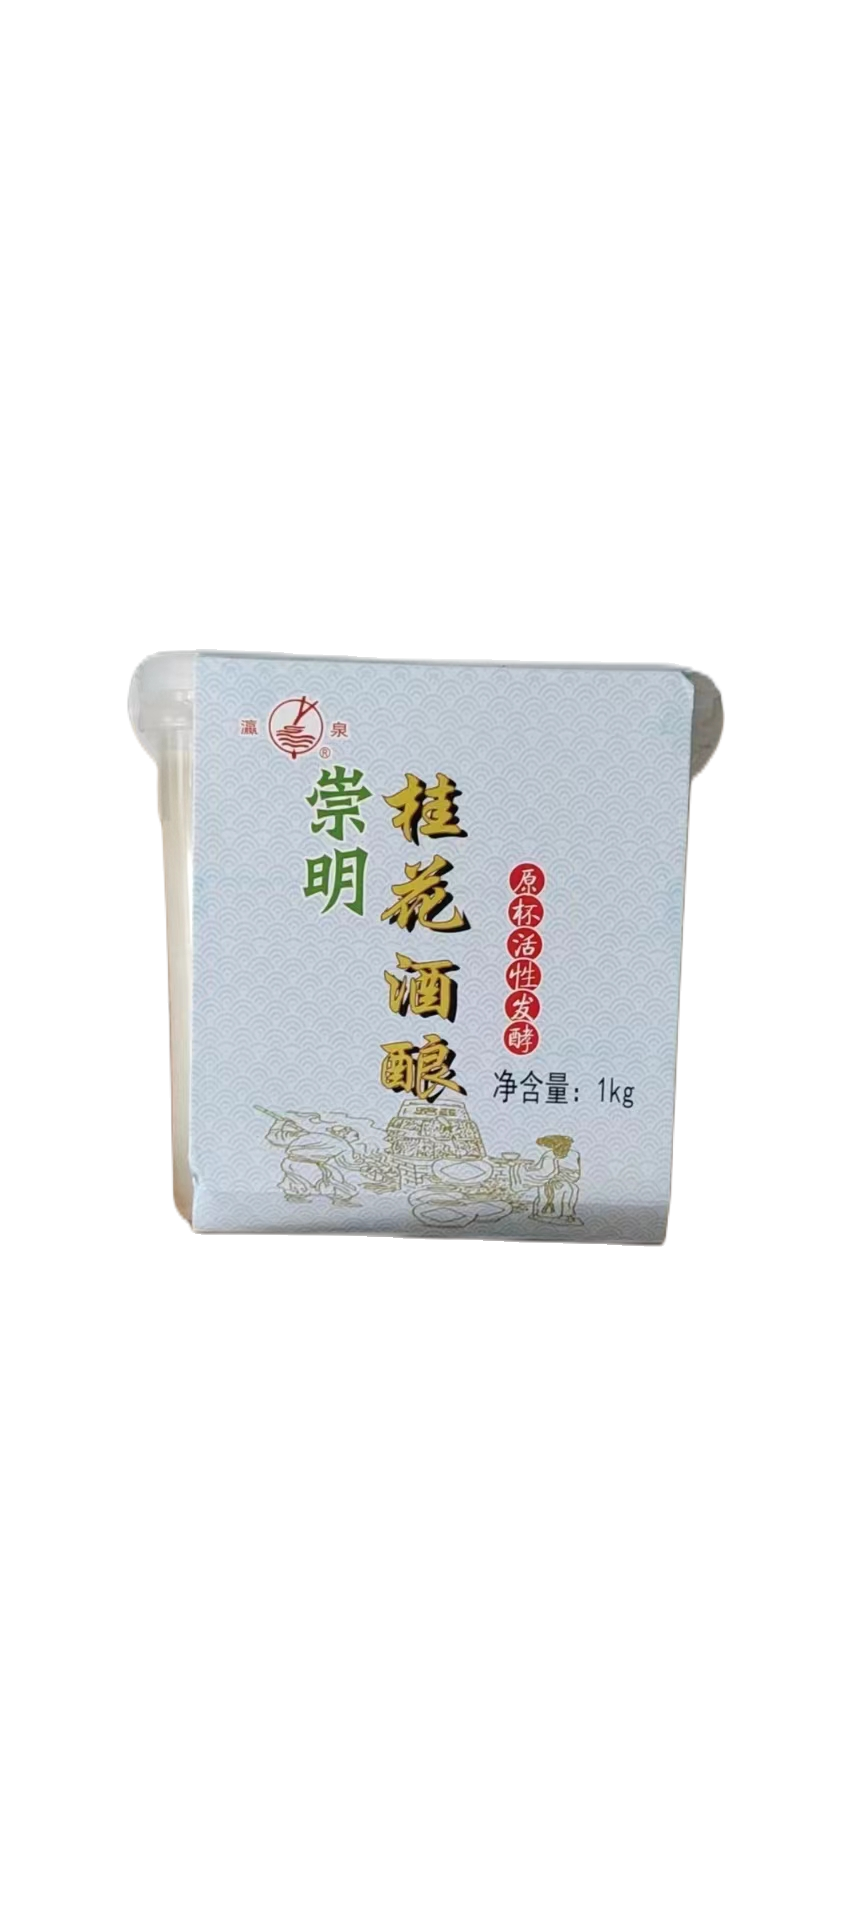 瀛泉
®
崇明
桂花酒酿
原杯活性发酵
净含量：1kg